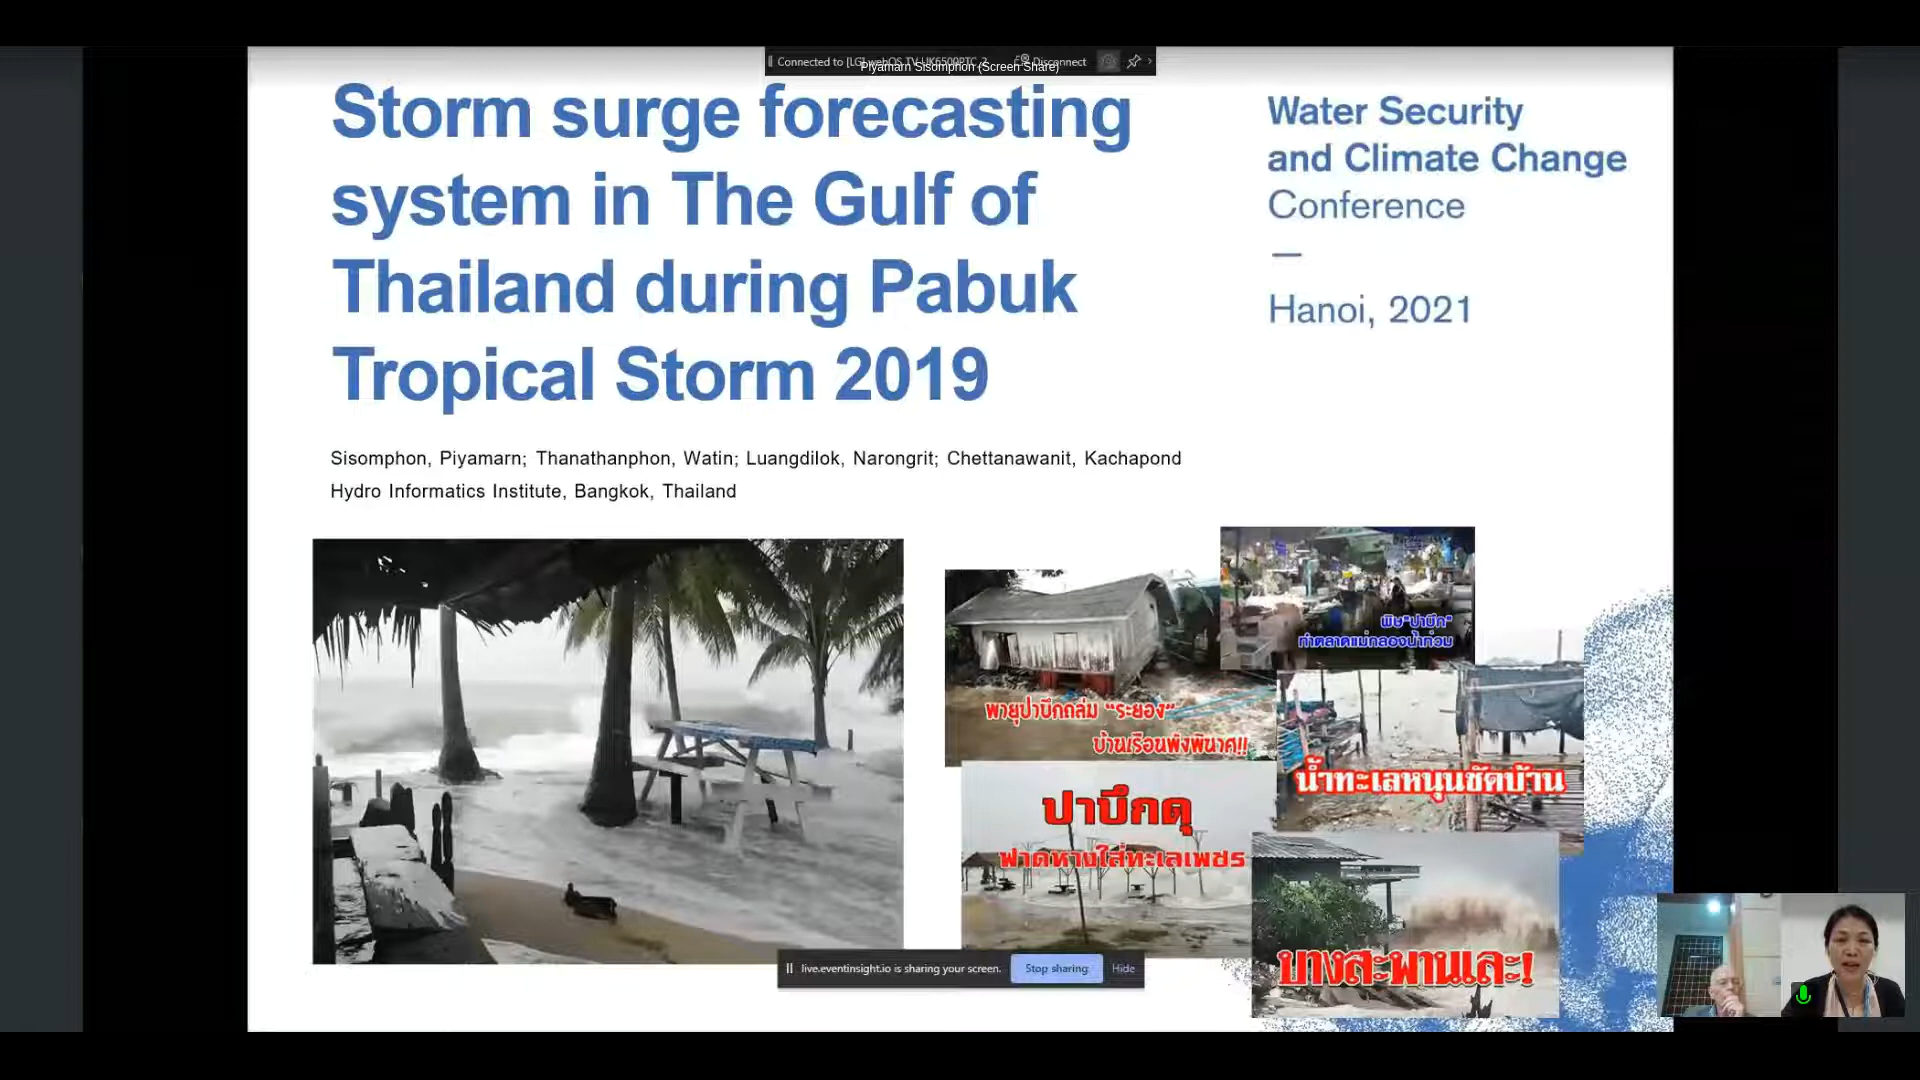 Connected to [LG] webOS TV UK6500PTC
Disconnect
Piyamarn Sisomphon (Screen Share)
Storm surge forecasting
system in The Gulf of
Thailand during Pabuk
Tropical Storm 2019
Water Security
and Climate Change
Conference
Hanoi, 2021
Sisomphon, Piyamarn; Thanathanphon, Watin; Luangdilok, Narongrit; Chettanawanit, Kachapond
Hydro Informatics Institute, Bangkok, Thailand
พิษ"ปาบึก"
ทำตลาดแม่กลองน้ำท่วม
พายุปาบึกถล่ม "ระยอง"
บ้านเรือนพังพินาศ!!
น้ำทะเลหนุนซัดบ้าน
ปาบึกดุ
ฟาดหางใส่ทะเลเพชร
บางสะพานเละ!
live.eventinsight.io is sharing your screen.
Stop sharing
Hide